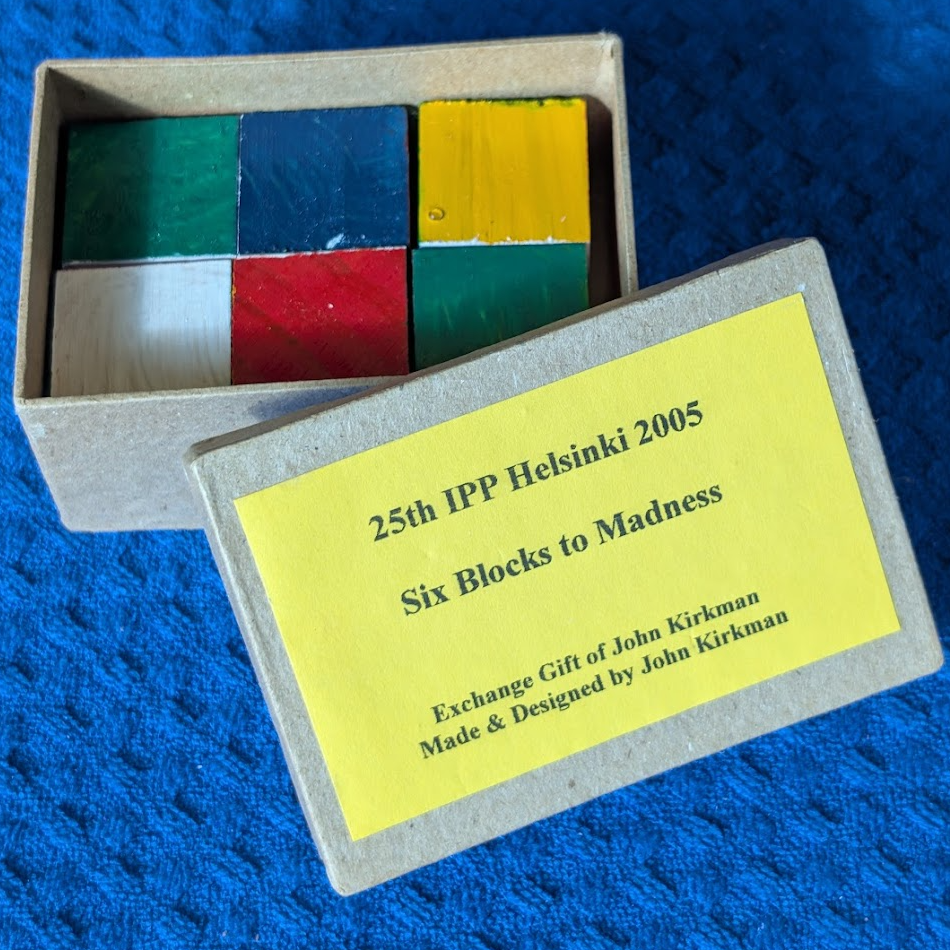 25th IPP Helsinki 2005
Six Blocks to Madness
Exchange Gift of John Kirkman
Made & Designed by John Kirkman